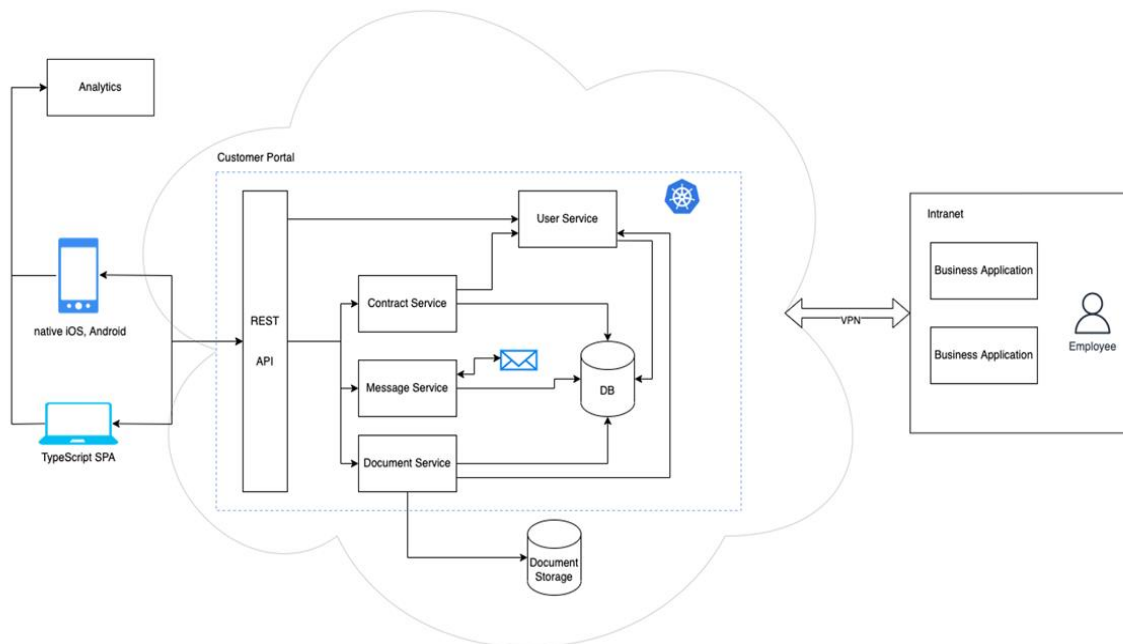 Analytics
Customer Portal
User Service
Intranet
Business Application
Contract Service
REST
API
native iOS, Android
VPN
Employee
Business Application
Message Service
DB
TypeScript SPA
Document Service
Document
Storage